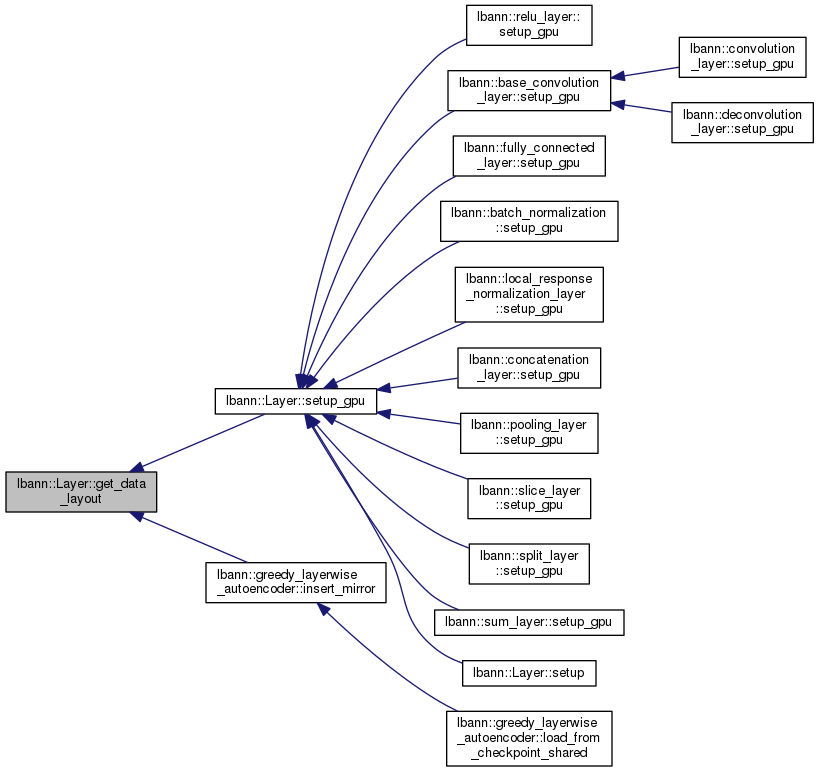 lbann::relu_layer::
setup_gpu
lbann::convolution
_layer::setup_gpu
lbann::base_convolution
_layer::setup_gpu
lbann::deconvolution
_layer::setup_gpu
lbann::fully_connected
_layer::setup_gpu
lbann::batch_normalization
::setup_gpu
lbann::local_response
_normalization_layer
::setup_gpu
lbann::concatenation
_layer::setup_gpu
lbann::Layer::setup_gpu
lbann::pooling_layer
::setup_gpu
lbann::Layer::get_data
_layout
lbann::slice_layer
::setup_gpu
lbann::split_layer
::setup_gpu
lbann::greedy_layerwise
_autoencoder::insert_mirror
lbann::sum_layer::setup_gpu
lbann::Layer::setup
lbann::greedy_layerwise
_autoencoder::load_from
_checkpoint_shared